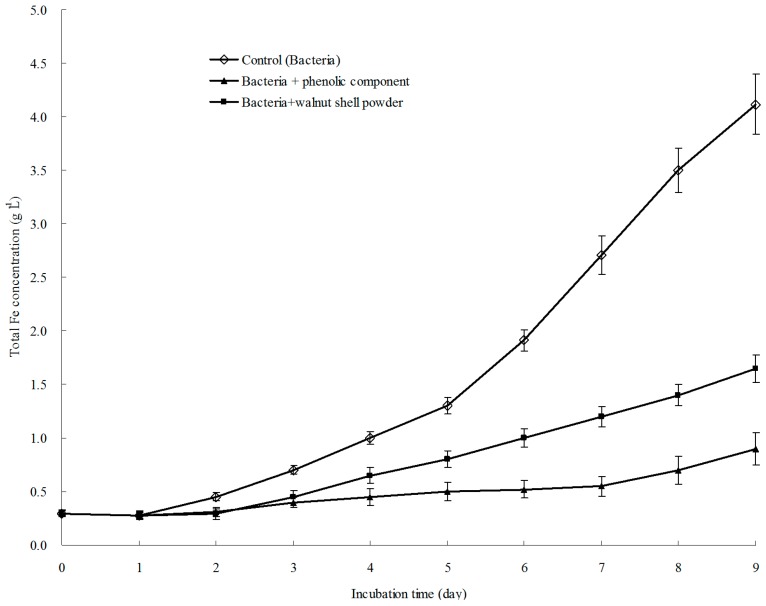 5.0
4.5
4.0
3.5
3.0
2.5
2.0
1.5
1.0
0.5
0.0
Total Fe concentration (g L
Control (Bacteria)
Bacteria + phenolic component
Bacteria+walnut shell powder
0 1 2 3 4 5 6 7 8 9
Incubation time (day)